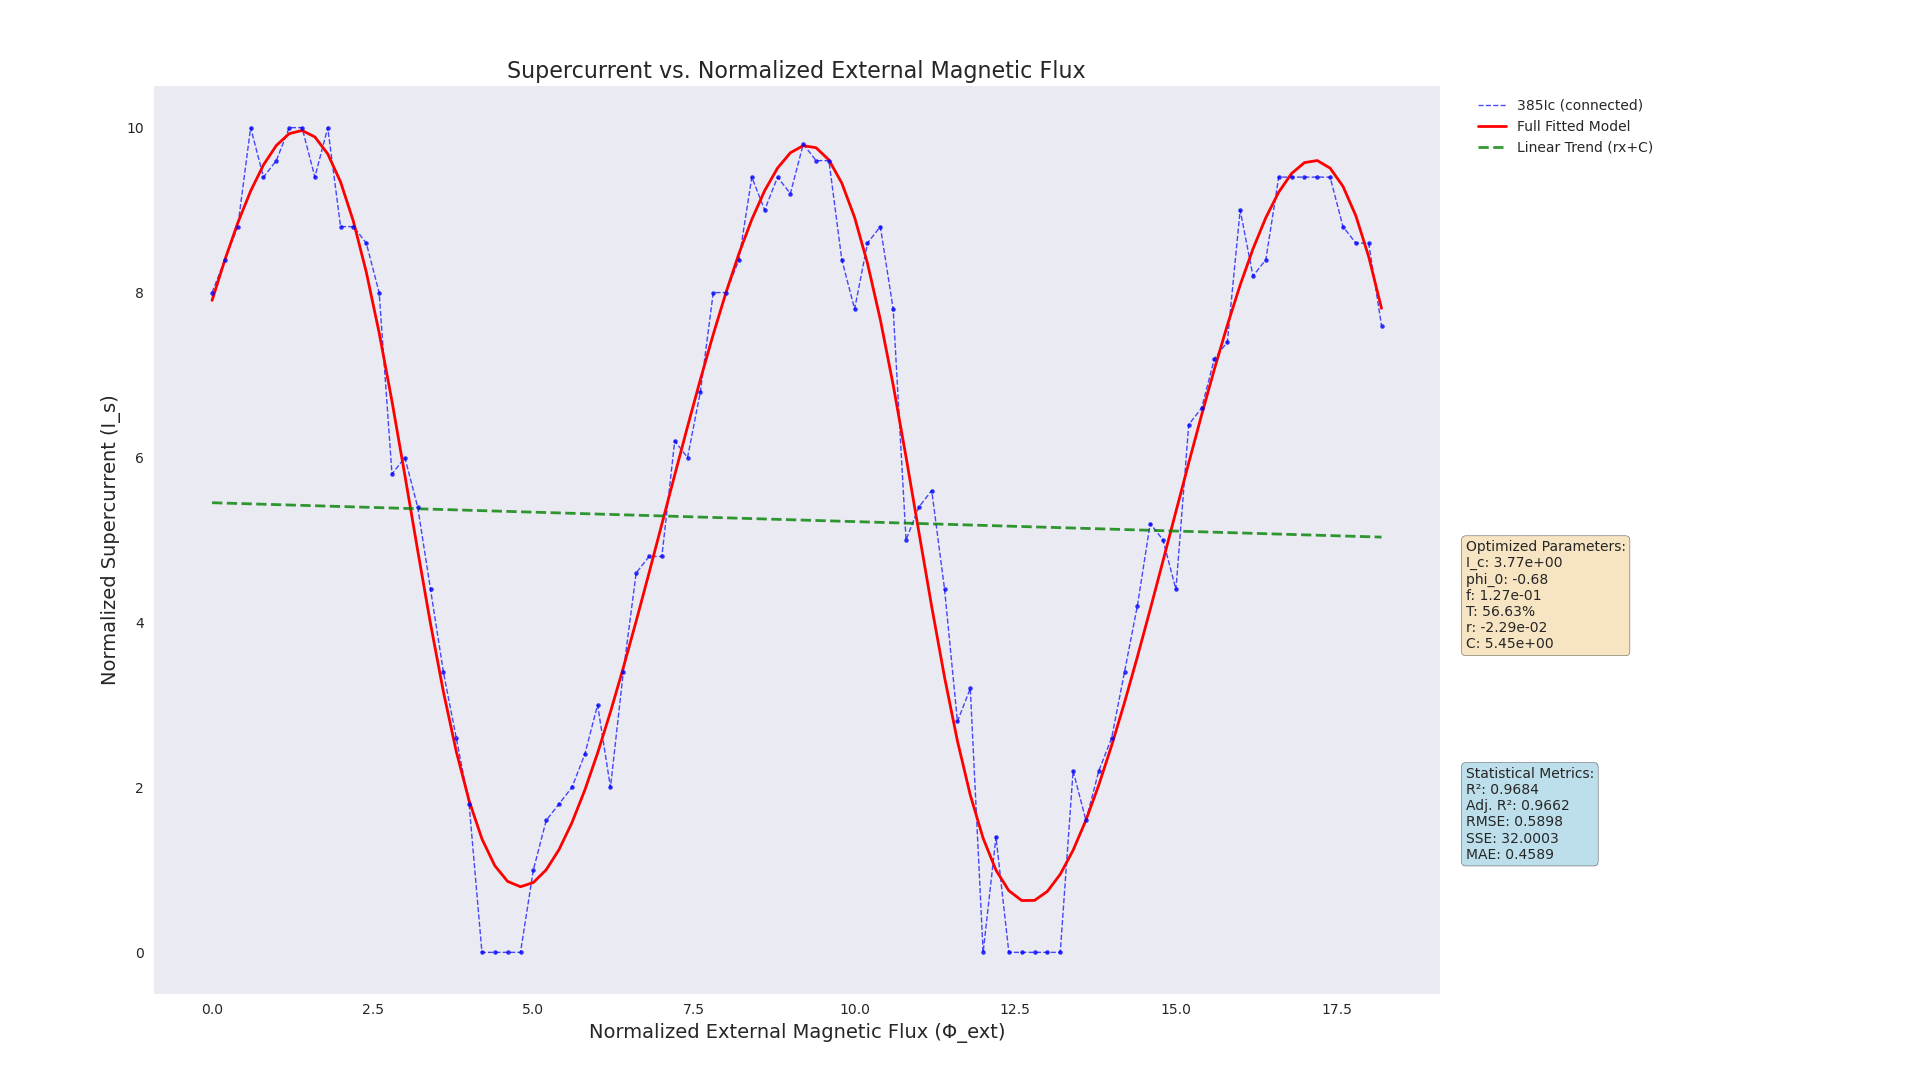 Supercurrent vs. Normalized External Magnetic Flux
385Ic (connected)
Full Fitted Model
Linear Trend (rx+C)
10
8
6
4
2
0
Normalized Supercurrent (I_s)
0.0 2.5 5.0 7.5 10.0 12.5 15.0 17.5
Normalized External Magnetic Flux (Φ_ext)
Optimized Parameters:
I_c: 3.77e+00
phi_0: -0.68
f: 1.27e-01
T: 56.63%
r: -2.29e-02
C: 5.45e+00
Statistical Metrics:
R²: 0.9684
Adj. R²: 0.9662
RMSE: 0.5898
SSE: 32.0003
MAE: 0.4589